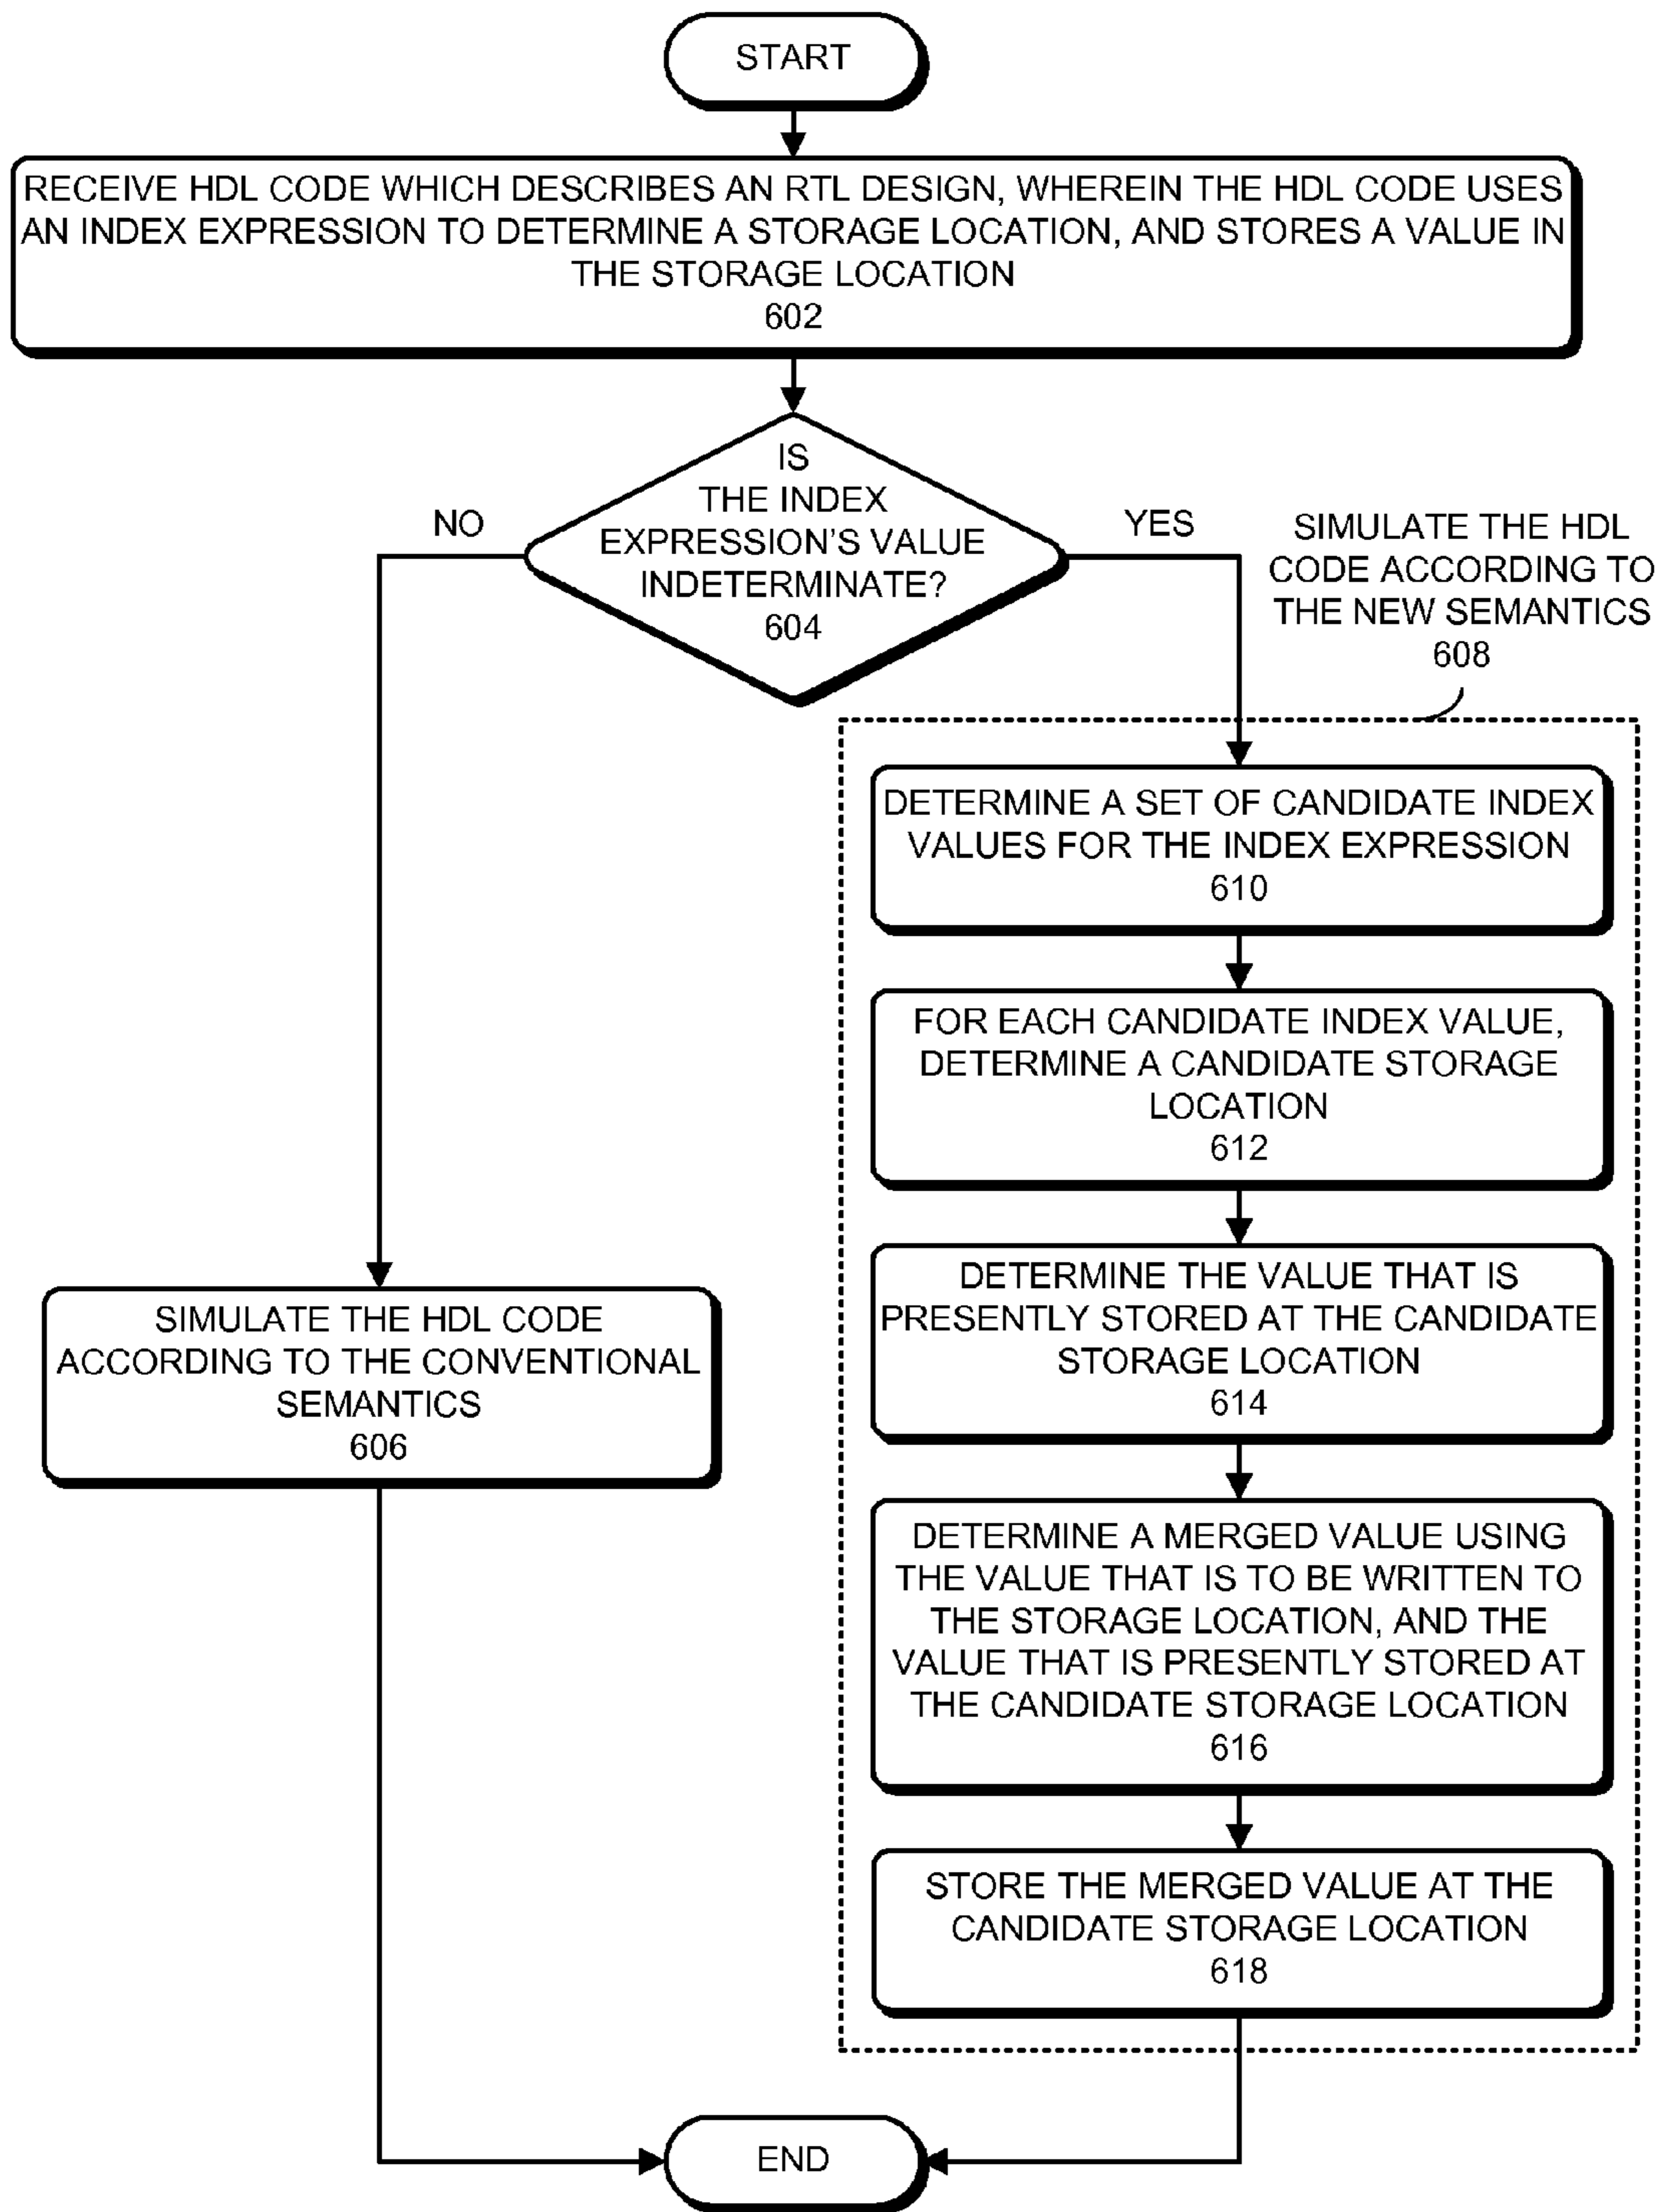 START
RECEIVE HDL CODE WHICH DESCRIBES AN RTL DESIGN, WHEREIN THE HDL CODE USES
AN INDEX EXPRESSION TO DETERMINE A STORAGE LOCATION, AND STORES A VALUE IN
THE STORAGE LOCATION
602
IS
THE INDEX
EXPRESSION'S VALUE
INDETERMINATE?
604
NO
YES
SIMULATE THE HDL
CODE ACCORDING TO
THE NEW SEMANTICS
608
DETERMINE A SET OF CANDIDATE INDEX
VALUES FOR THE INDEX EXPRESSION
610
FOR EACH CANDIDATE INDEX VALUE,
DETERMINE A CANDIDATE STORAGE
LOCATION
612
DETERMINE THE VALUE THAT IS
PRESENTLY STORED AT THE CANDIDATE
STORAGE LOCATION
614
SIMULATE THE HDL CODE
ACCORDING TO THE CONVENTIONAL
SEMANTICS
606
DETERMINE A MERGED VALUE USING
THE VALUE THAT IS TO BE WRITTEN TO
THE STORAGE LOCATION, AND THE
VALUE THAT IS PRESENTLY STORED AT
THE CANDIDATE STORAGE LOCATION
616
STORE THE MERGED VALUE AT THE
CANDIDATE STORAGE LOCATION
618
END